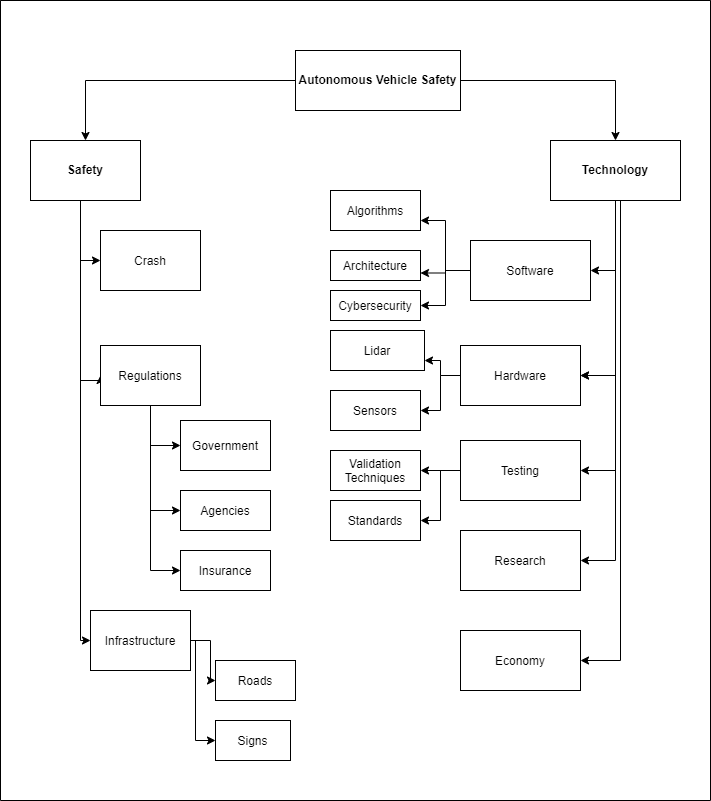 Autonomous Vehicle Safety
Safety
Technology
Crash
Regulations
Government
Agencies
Insurance
Infrastructure
Roads
Signs
Software
Algorithms
Architecture
Cybersecurity
Hardware
Lidar
Sensors
Testing
Validation
Techniques
Standards
Research
Economy